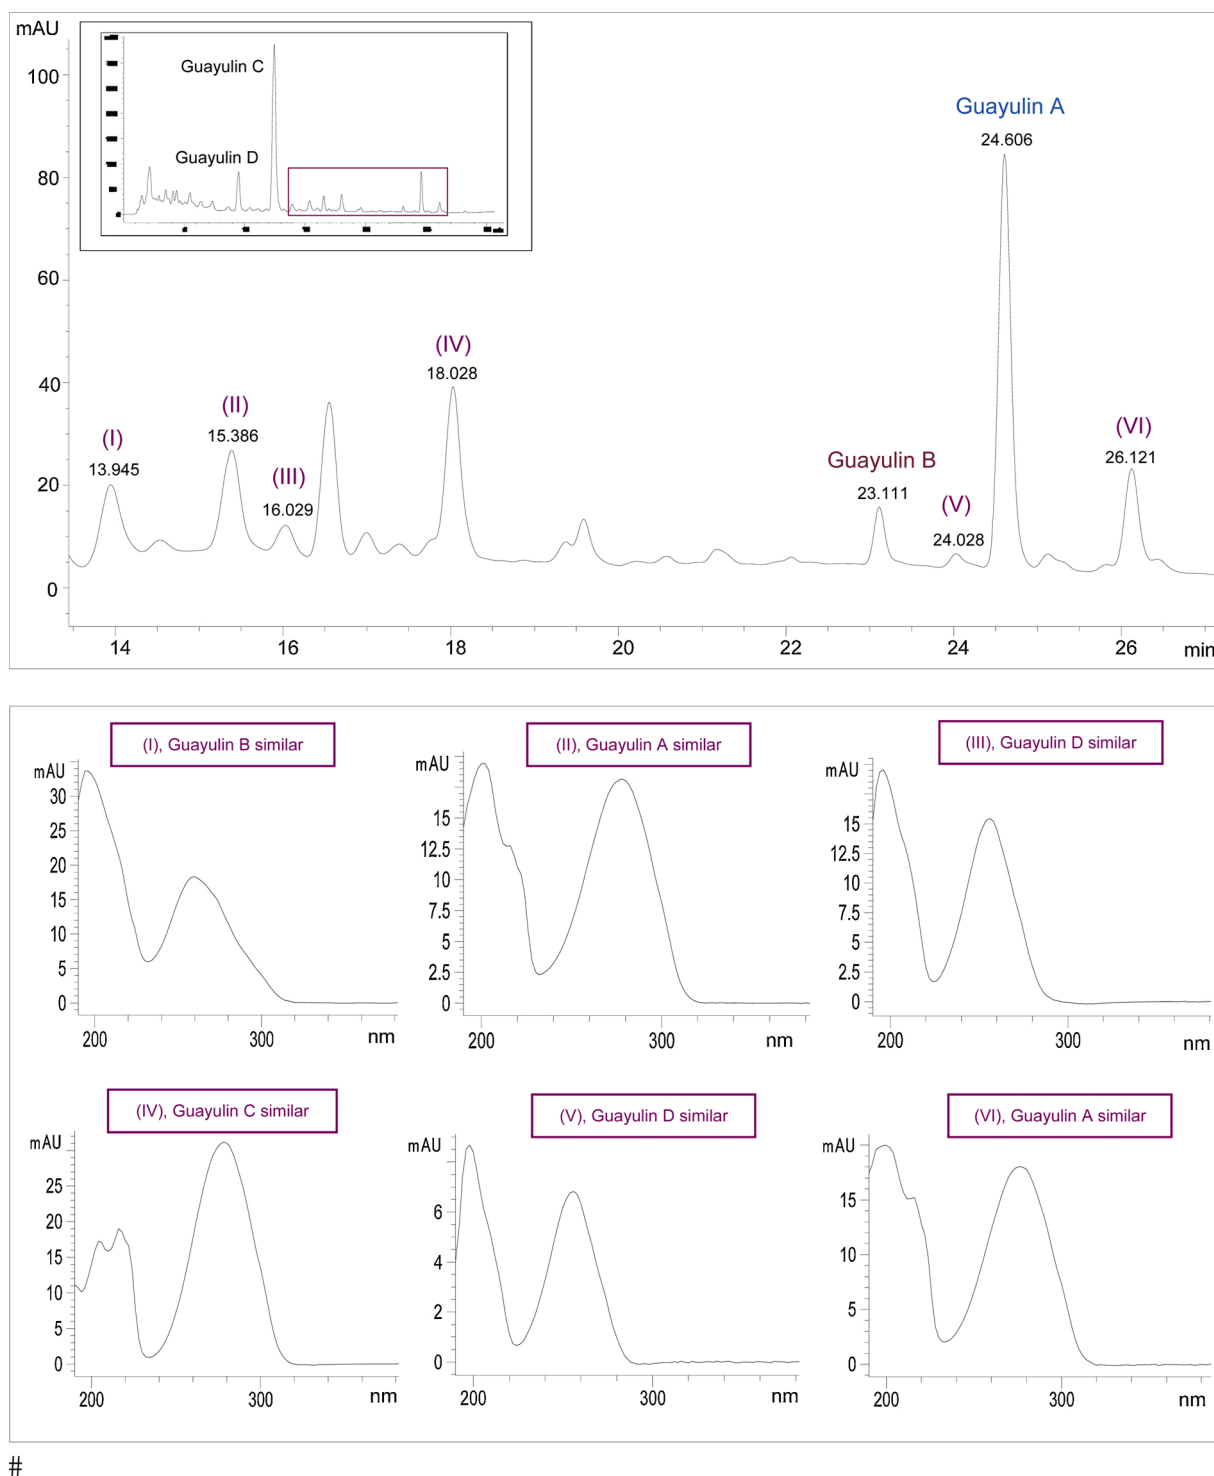 mAU
100
80
60
40
20
0
Guayulin C
Guayulin D
Guayulin A
24.606
(IV)
18.028
(II)
15.386
(I)
13.945
(III)
16.029
Guayulin B
23.111
(V)
24.028
(VI)
26.121
14 16 18 20 22 24 26 min
(I), Guayulin B similar
mAU
30
25
20
15
10
5
0
200 300 nm
(II), Guayulin A similar
mAU
15
12.5
10
7.5
5
2.5
0
200 300 nm
(III), Guayulin D similar
mAU
15
12.5
10
7.5
5
2.5
0
200 300 nm
(IV), Guayulin C similar
mAU
25
20
15
10
5
0
200 300 nm
(V), Guayulin D similar
mAU
6
4
2
0
200 300 nm
(VI), Guayulin A similar
mAU
15
10
5
0
200 300 nm
#